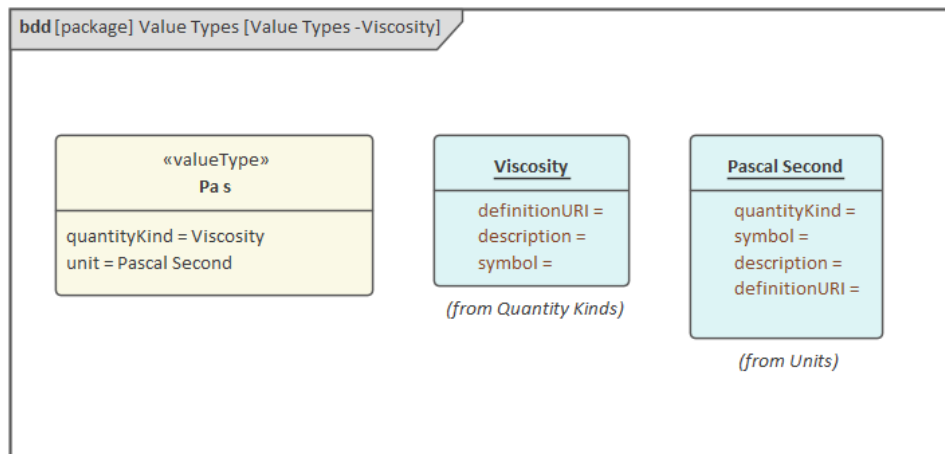 bdd [package] Value Types [Value Types -Viscosity]
«valueType»
Pa s
quantityKind = Viscosity
unit = Pascal Second
Viscosity
definitionURI =
description =
symbol =
(from Quantity Kinds)
Pascal Second
quantityKind =
symbol =
description =
definitionURI =
(from Units)